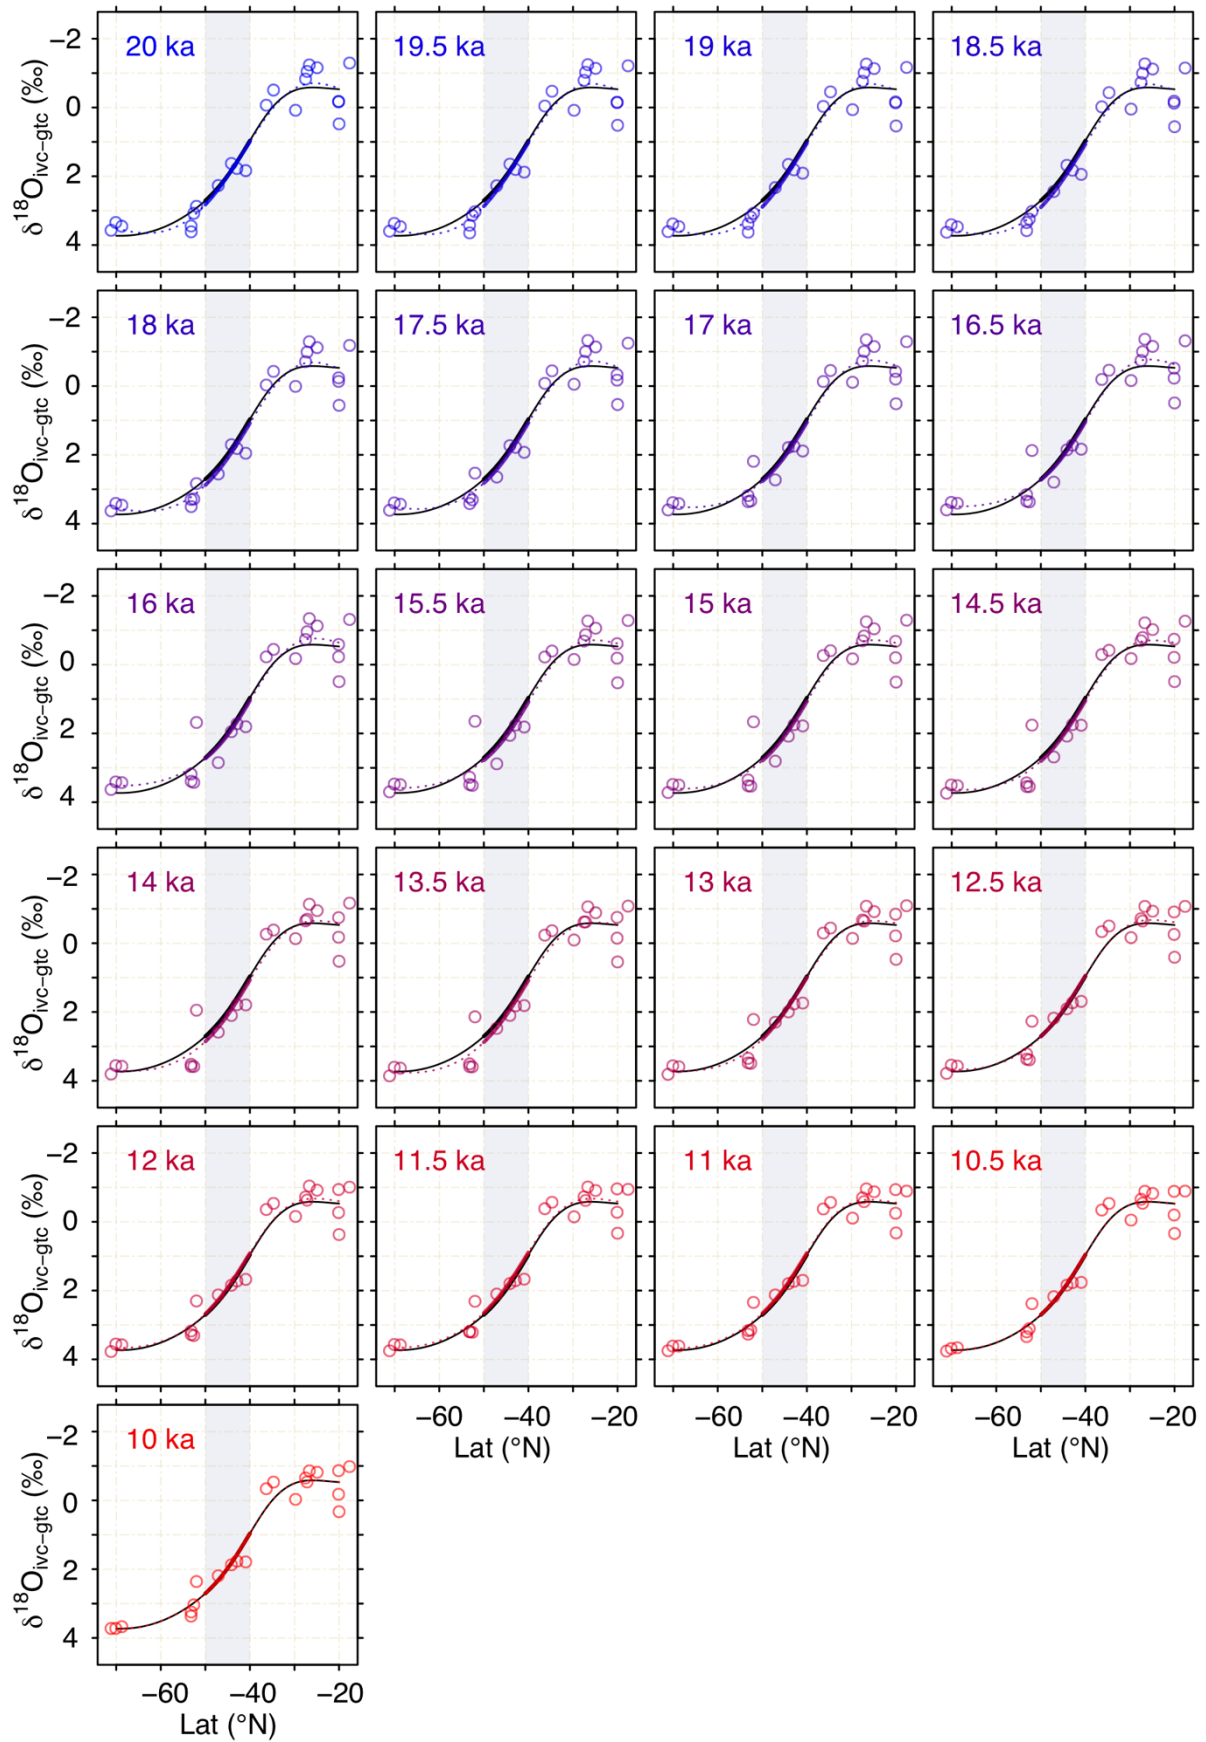 20 ka
19.5 ka
19 ka
18.5 ka
−2
0
2
4
δ¹⁸Oivc−gtc (‰)
18 ka
17.5 ka
17 ka
16.5 ka
−2
0
2
4
δ¹⁸Oivc−gtc (‰)
16 ka
15.5 ka
15 ka
14.5 ka
−2
0
2
4
δ¹⁸Oivc−gtc (‰)
14 ka
13.5 ka
13 ka
12.5 ka
−2
0
2
4
δ¹⁸Oivc−gtc (‰)
12 ka
11.5 ka
11 ka
10.5 ka
−2
0
2
4
δ¹⁸Oivc−gtc (‰)
−60 −40 −20
Lat (°N)
−60 −40 −20
Lat (°N)
−60 −40 −20
Lat (°N)
10 ka
−2
0
2
4
δ¹⁸Oivc−gtc (‰)
−60 −40 −20
Lat (°N)